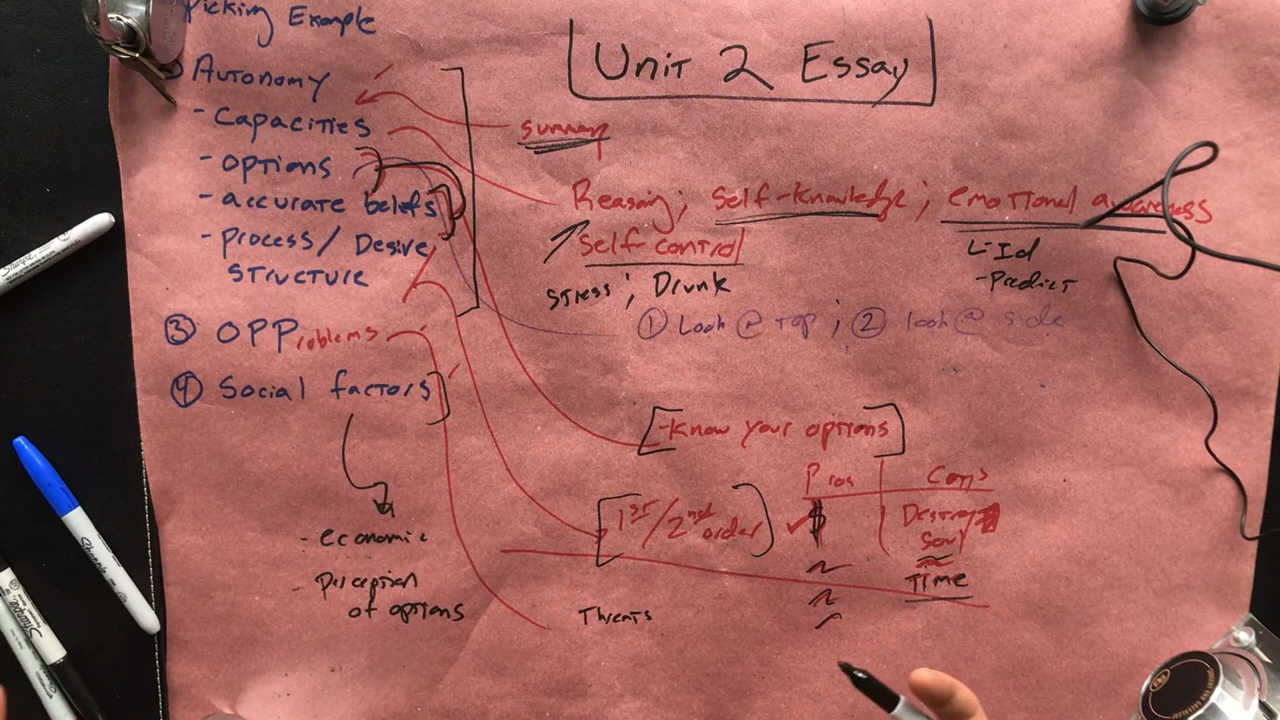 Picking Example
Unit 2 Essay
Autonomy
- Capacities
- options
- accurate beliefs
- process/Desire
structure
③ OPProblems
④ Social factors
- economic
- perception
of options
summary
Reasoning; Self-knowledge; emotional awareness
Self control
stress; Drunk
L-Id
-Predict
① Look @ top; ② look @ side
-know your options
1st/2nd order
Pros Cons
$ Destroy
soul
Time
Threats
Sharpie
Sharpie